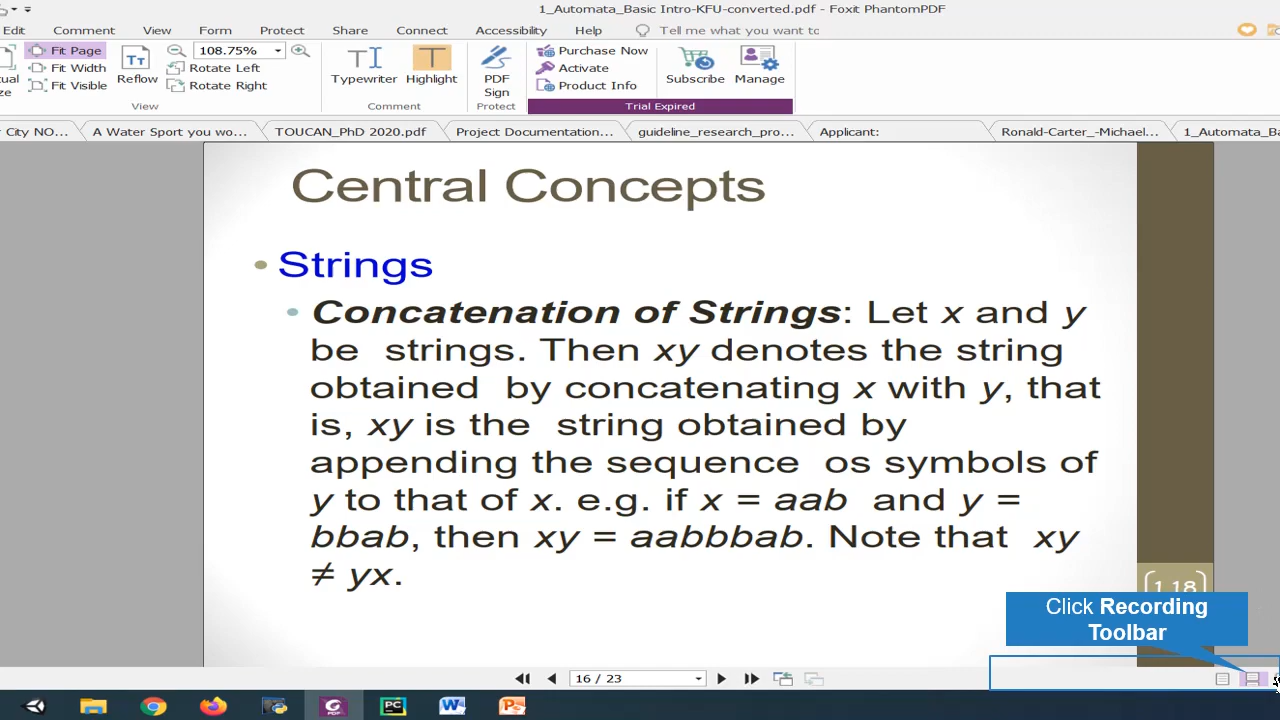 1_Automata_Basic Intro-KFU-converted.pdf - Foxit PhantomPDF
Edit Comment View Form Protect Share Connect Accessibility Help Tell me what you want to
Fit Page
Fit Width
Fit Visible
Reflow
108.75%
Rotate Left
Rotate Right
View
Typewriter
Highlight
Comment
PDF
Sign
Protect
Purchase Now
Activate
Product Info
Trial Expired
Subscribe
Manage
City NO... A Water Sport you wo... TOUCAN_PhD 2020.pdf Project Documentation... guideline_research_pro... Applicant: Ronald-Carter_-Michael... 1_Automata_Ba
Central Concepts
• Strings
• Concatenation of Strings: Let x and y
be strings. Then xy denotes the string
obtained by concatenating x with y, that
is, xy is the string obtained by
appending the sequence os symbols of
y to that of x. e.g. if x = aab and y =
bbab, then xy = aabbbab. Note that xy
≠ yx.
1.18
Click Recording
Toolbar
16 / 23